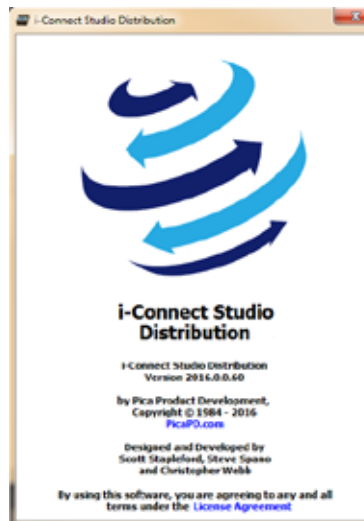 i-Connect Studio Distribution
i-Connect Studio
Distribution
i-Connect Studio Distribution
Version 2016.0.0.60
by Pica Product Development,
Copyright © 1984 - 2016
PicaPD.com
Designed and Developed by
Scott Stapleford, Steve Spano
and Christopher Webb
By using this software, you are agreeing to any and all
terms under the License Agreement